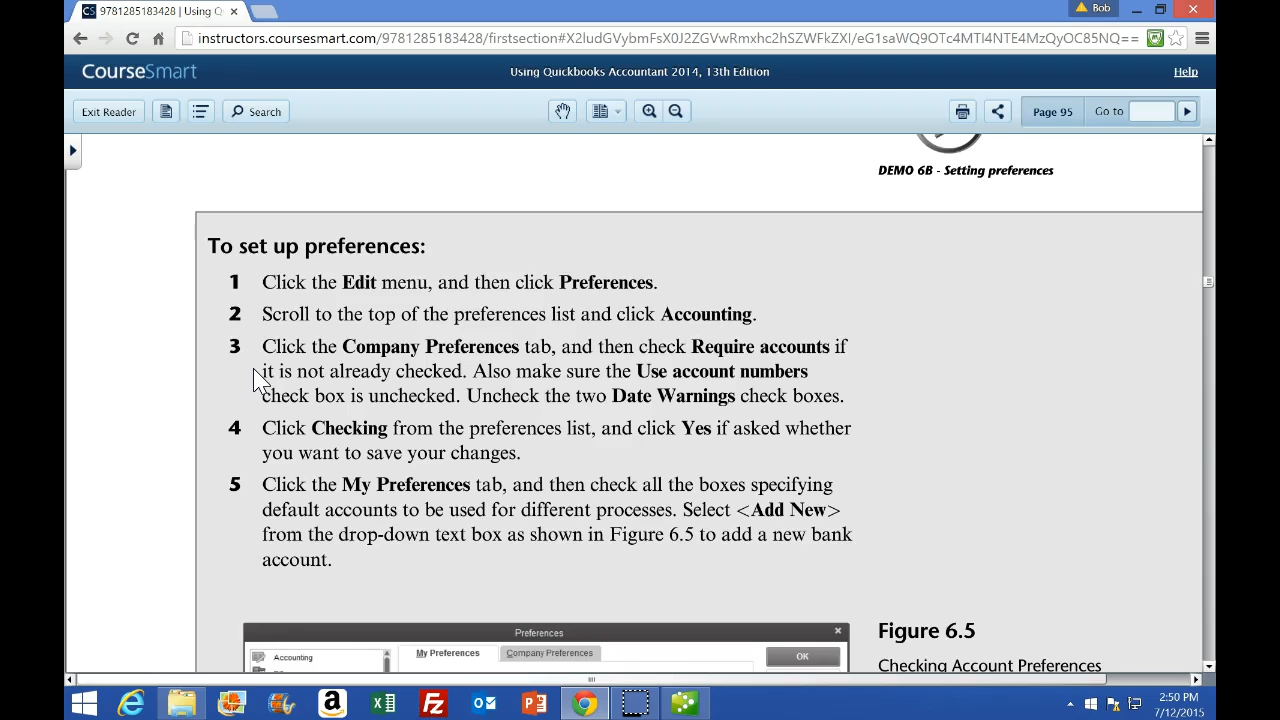 9781285183428 | Using Q
Bob
instructors.coursesmart.com/9781285183428/firstsection#X2ludGVybmFsX0J2ZGVwRmxhc2hSZWFkZXI/eG1saWQ9OTc4MTI4NTE4MzQyOC85NQ==
CourseSmart
Using Quickbooks Accountant 2014, 13th Edition
Help
Exit Reader
Search
Page 95
Go to
DEMO 6B - Setting preferences
To set up preferences:
1 Click the Edit menu, and then click Preferences.
2 Scroll to the top of the preferences list and click Accounting.
3 Click the Company Preferences tab, and then check Require accounts if
it is not already checked. Also make sure the Use account numbers
check box is unchecked. Uncheck the two Date Warnings check boxes.
4 Click Checking from the preferences list, and click Yes if asked whether
you want to save your changes.
5 Click the My Preferences tab, and then check all the boxes specifying
default accounts to be used for different processes. Select <Add New>
from the drop-down text box as shown in Figure 6.5 to add a new bank
account.
Preferences
Accounting
My Preferences
Company Preferences
OK
Figure 6.5
Checking Account Preferences
2:50 PM
7/12/2015